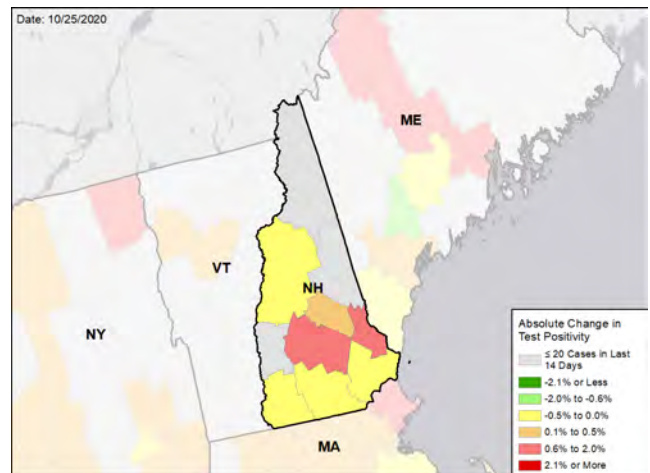 Date: 10/25/2020
ME
VT
NH
NY
MA
Absolute Change in
Test Positivity
≤ 20 Cases in Last
14 Days
-2.1% or Less
-2.0% to -0.6%
-0.5% to 0.0%
0.1% to 0.5%
0.6% to 2.0%
2.1% or More